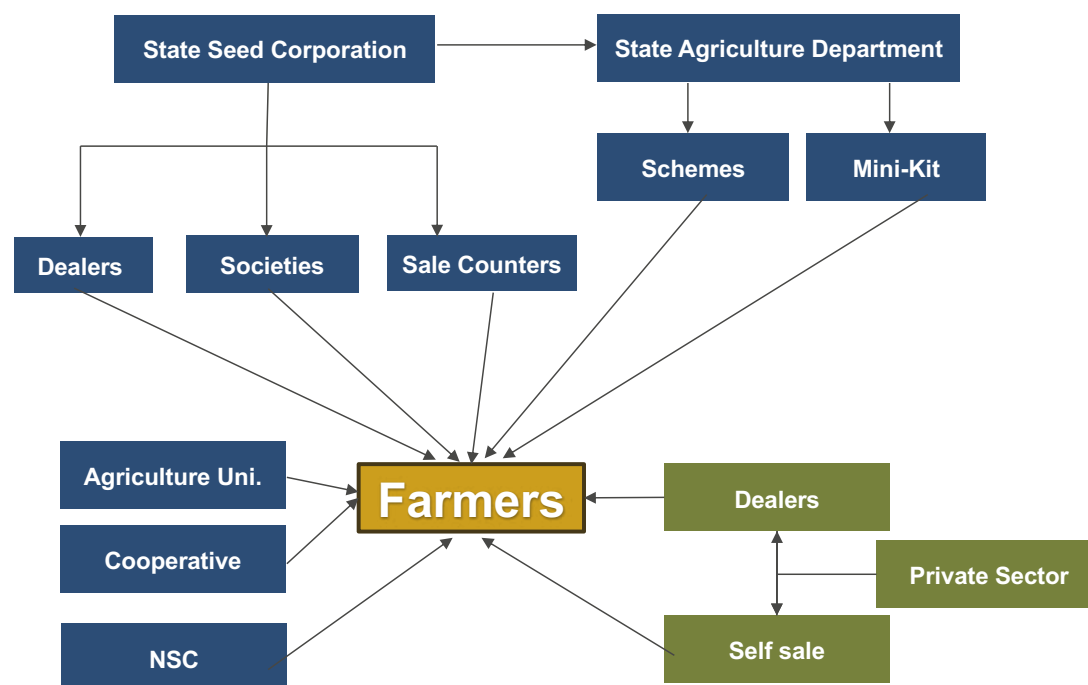 State Seed Corporation
State Agriculture Department
Schemes
Mini-Kit
Dealers
Societies
Sale Counters
Agriculture Uni.
Farmers
Dealers
Cooperative
Private Sector
NSC
Self sale